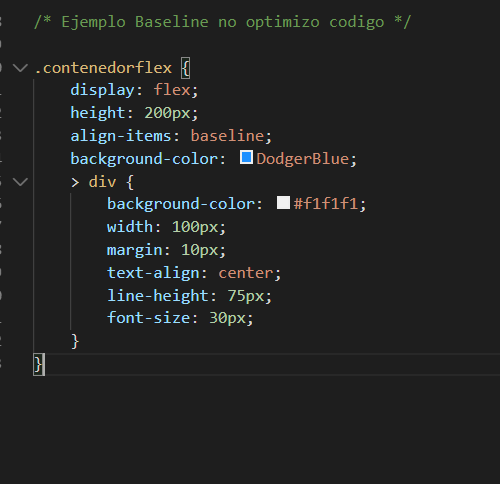 /* Ejemplo Baseline no optimizo codigo */
.contenedorflex {
display: flex;
height: 200px;
align-items: baseline;
background-color: DodgerBlue;
> div {
background-color: #f1f1f1;
width: 100px;
margin: 10px;
text-align: center;
line-height: 75px;
font-size: 30px;
}
}